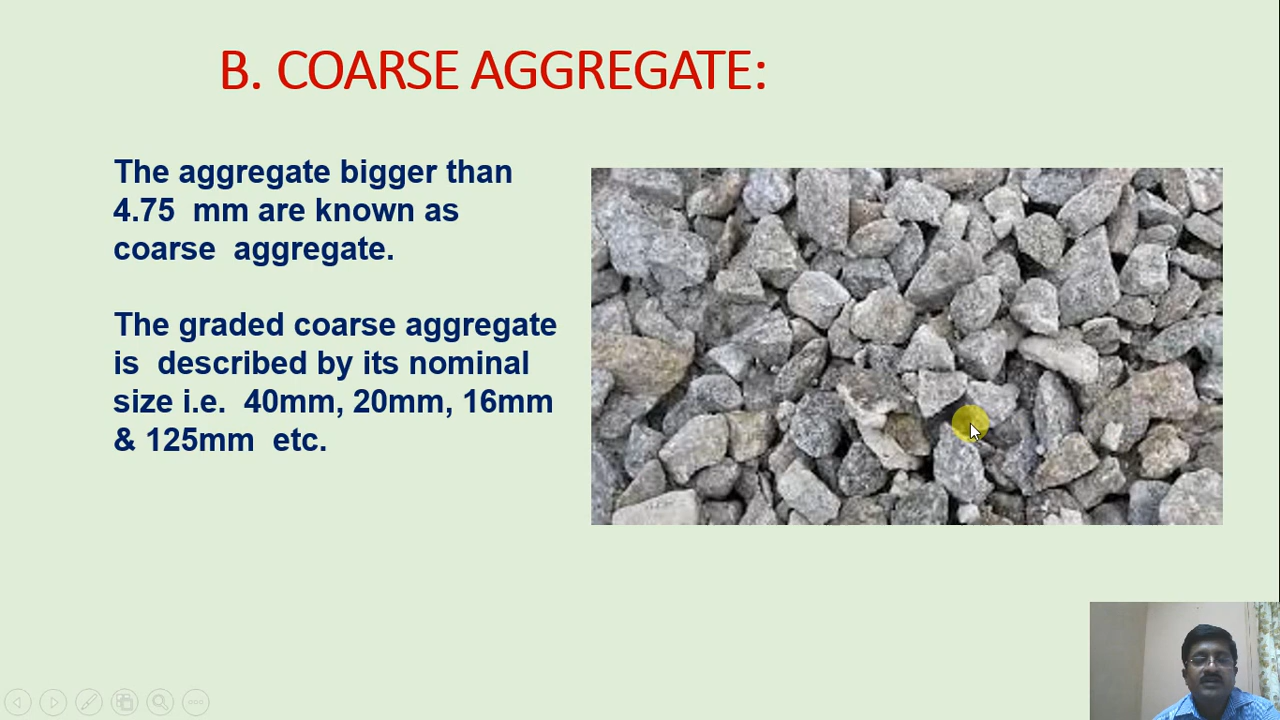 B. COARSE AGGREGATE:
The aggregate bigger than
4.75  mm are known as
coarse  aggregate.
The graded coarse aggregate
is  described by its nominal
size i.e.  40mm, 20mm, 16mm
& 125mm  etc.